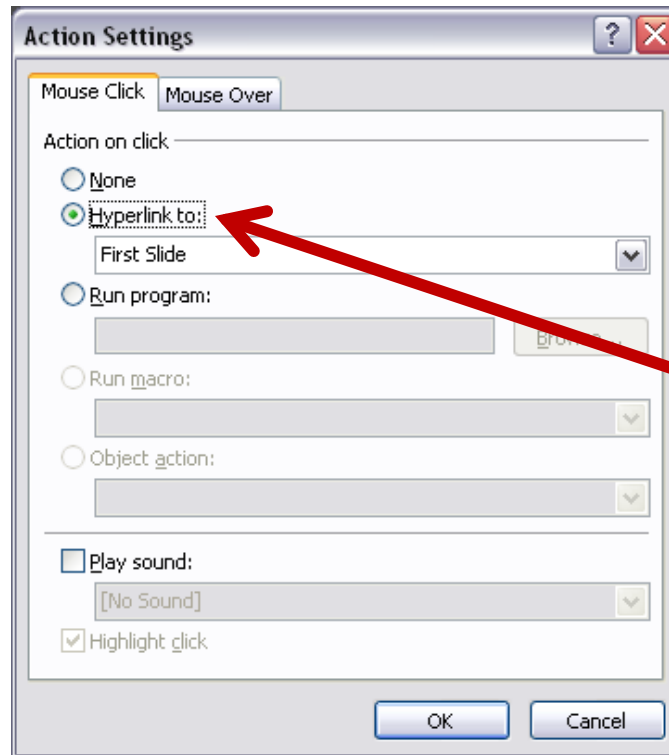 Action Settings
Mouse Click Mouse Over
Action on click
None
Hyperlink to:
First Slide
Run program:
Run macro:
Object action:
Play sound:
[No Sound]
Highlight click
OK Cancel